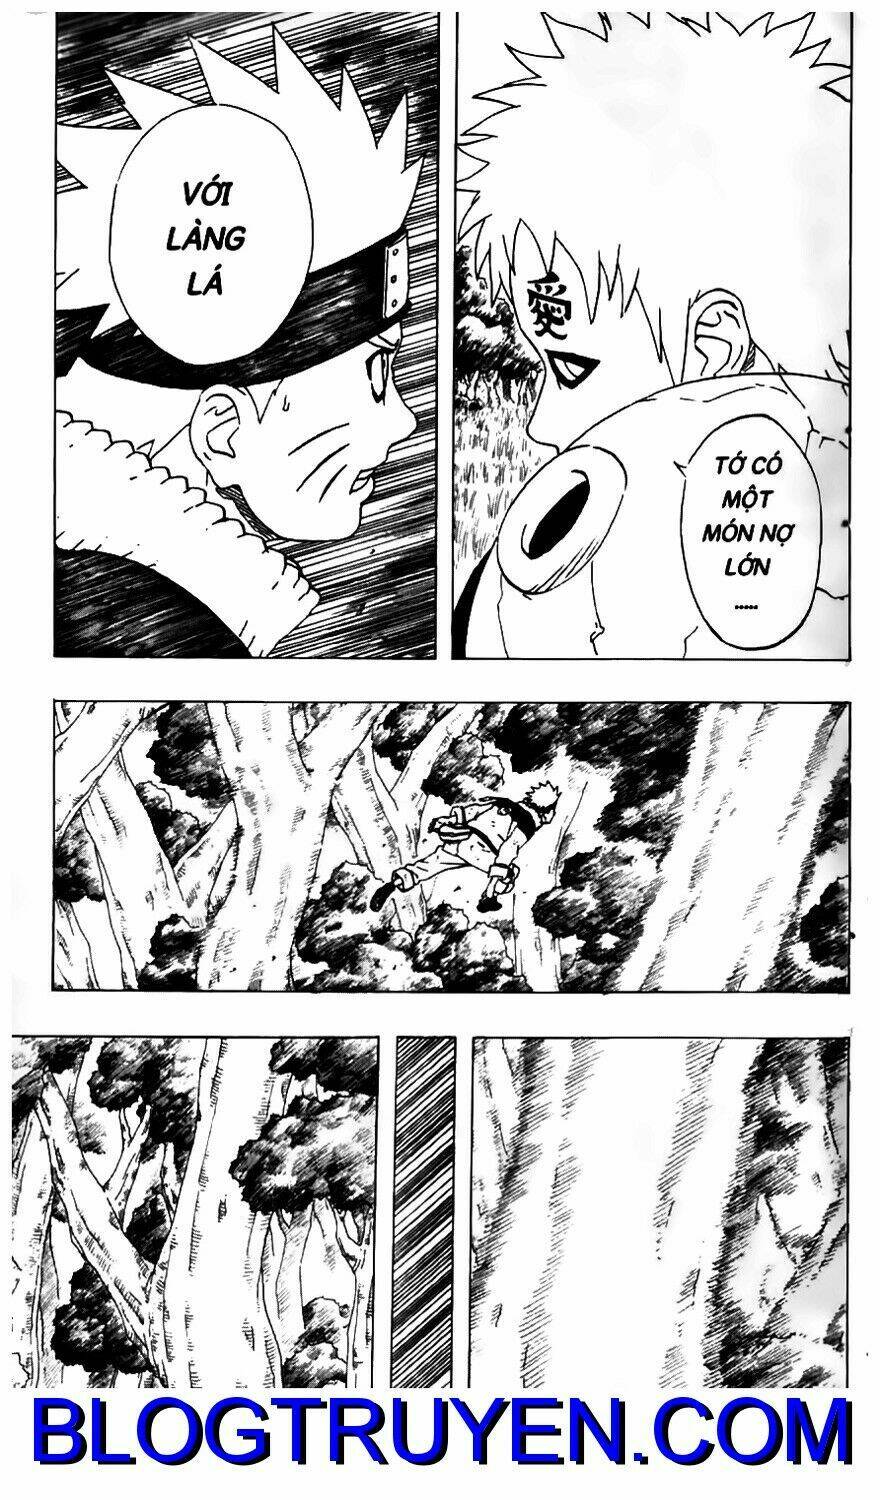 愛
TỚ CÓ
MỘT
MÓN NỢ
LỚN
......
VỚI
LÀNG
LÁ
BLOGTRUYEN.COM